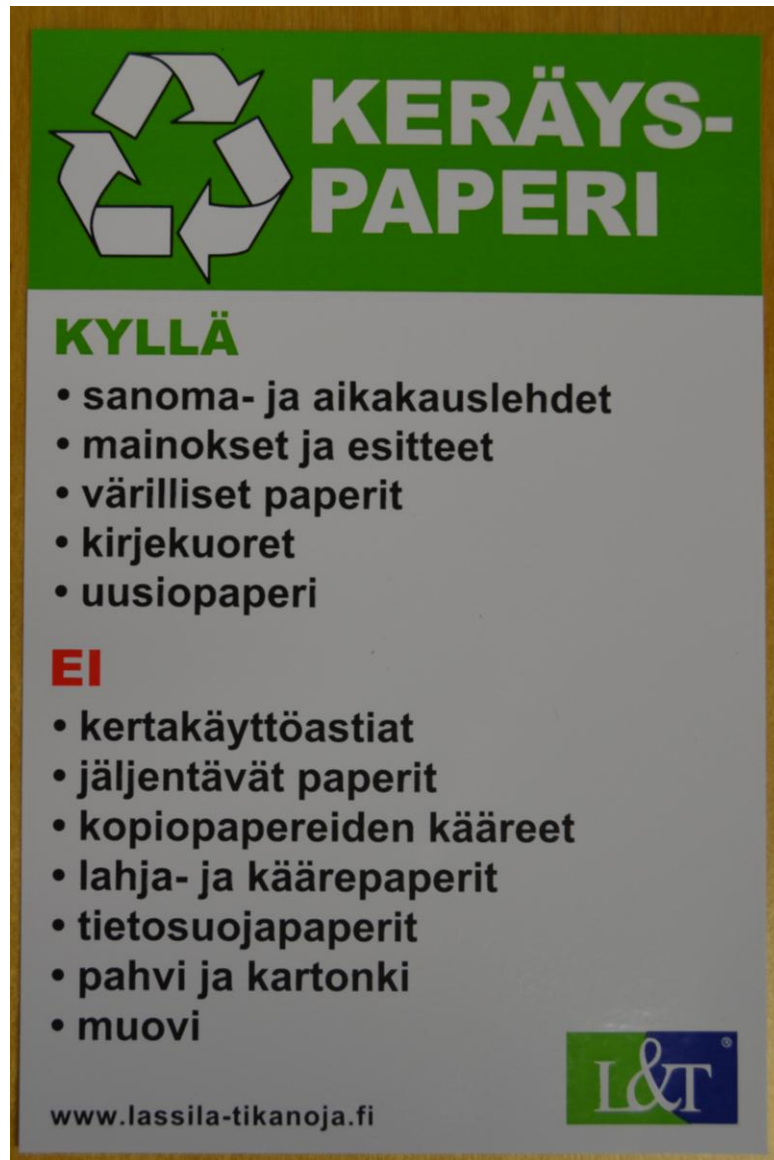 KERÄYS-
PAPERI
KYLLÄ
• sanoma- ja aikakauslehdet
• mainokset ja esitteet
• värilliset paperit
• kirjekuoret
• uusiopaperi
EI
• kertakäyttöastiat
• jäljentävät paperit
• kopiopapereiden kääreet
• lahja- ja käärepaperit
• tietosuojapaperit
• pahvi ja kartonki
• muovi
L&T®
www.lassila-tikanoja.fi